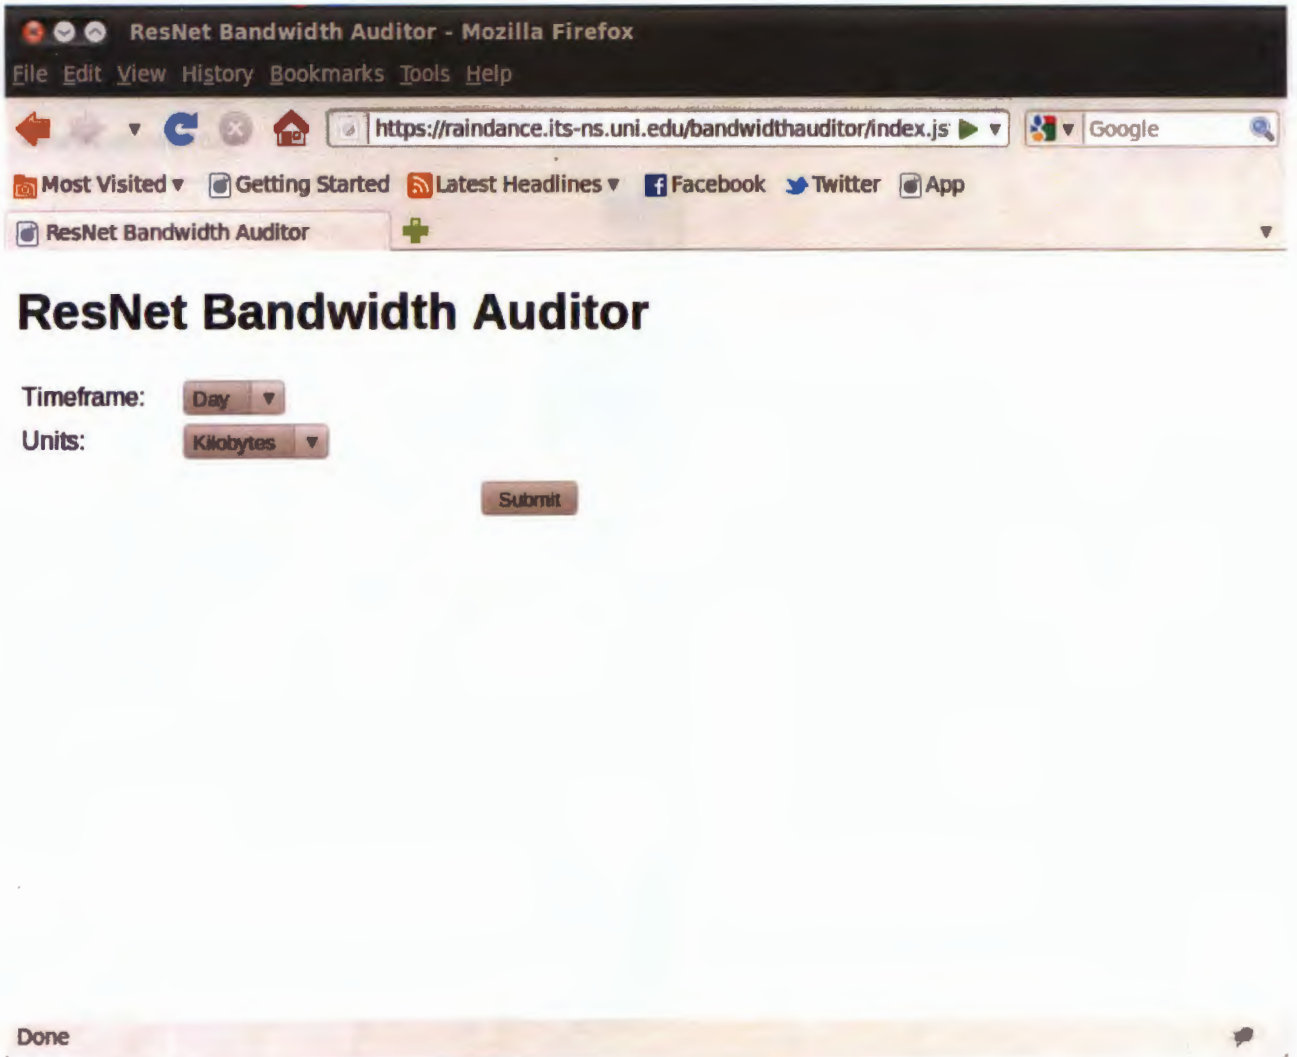 ResNet Bandwidth Auditor - Mozilla Firefox
File Edit View History Bookmarks Tools Help
https://raindance.its-ns.uni.edu/bandwidthauditor/index.js Google
Most Visited Getting Started Latest Headlines Facebook Twitter App
ResNet Bandwidth Auditor
ResNet Bandwidth Auditor
Timeframe: Day
Units: Kilobytes
Submit
Done